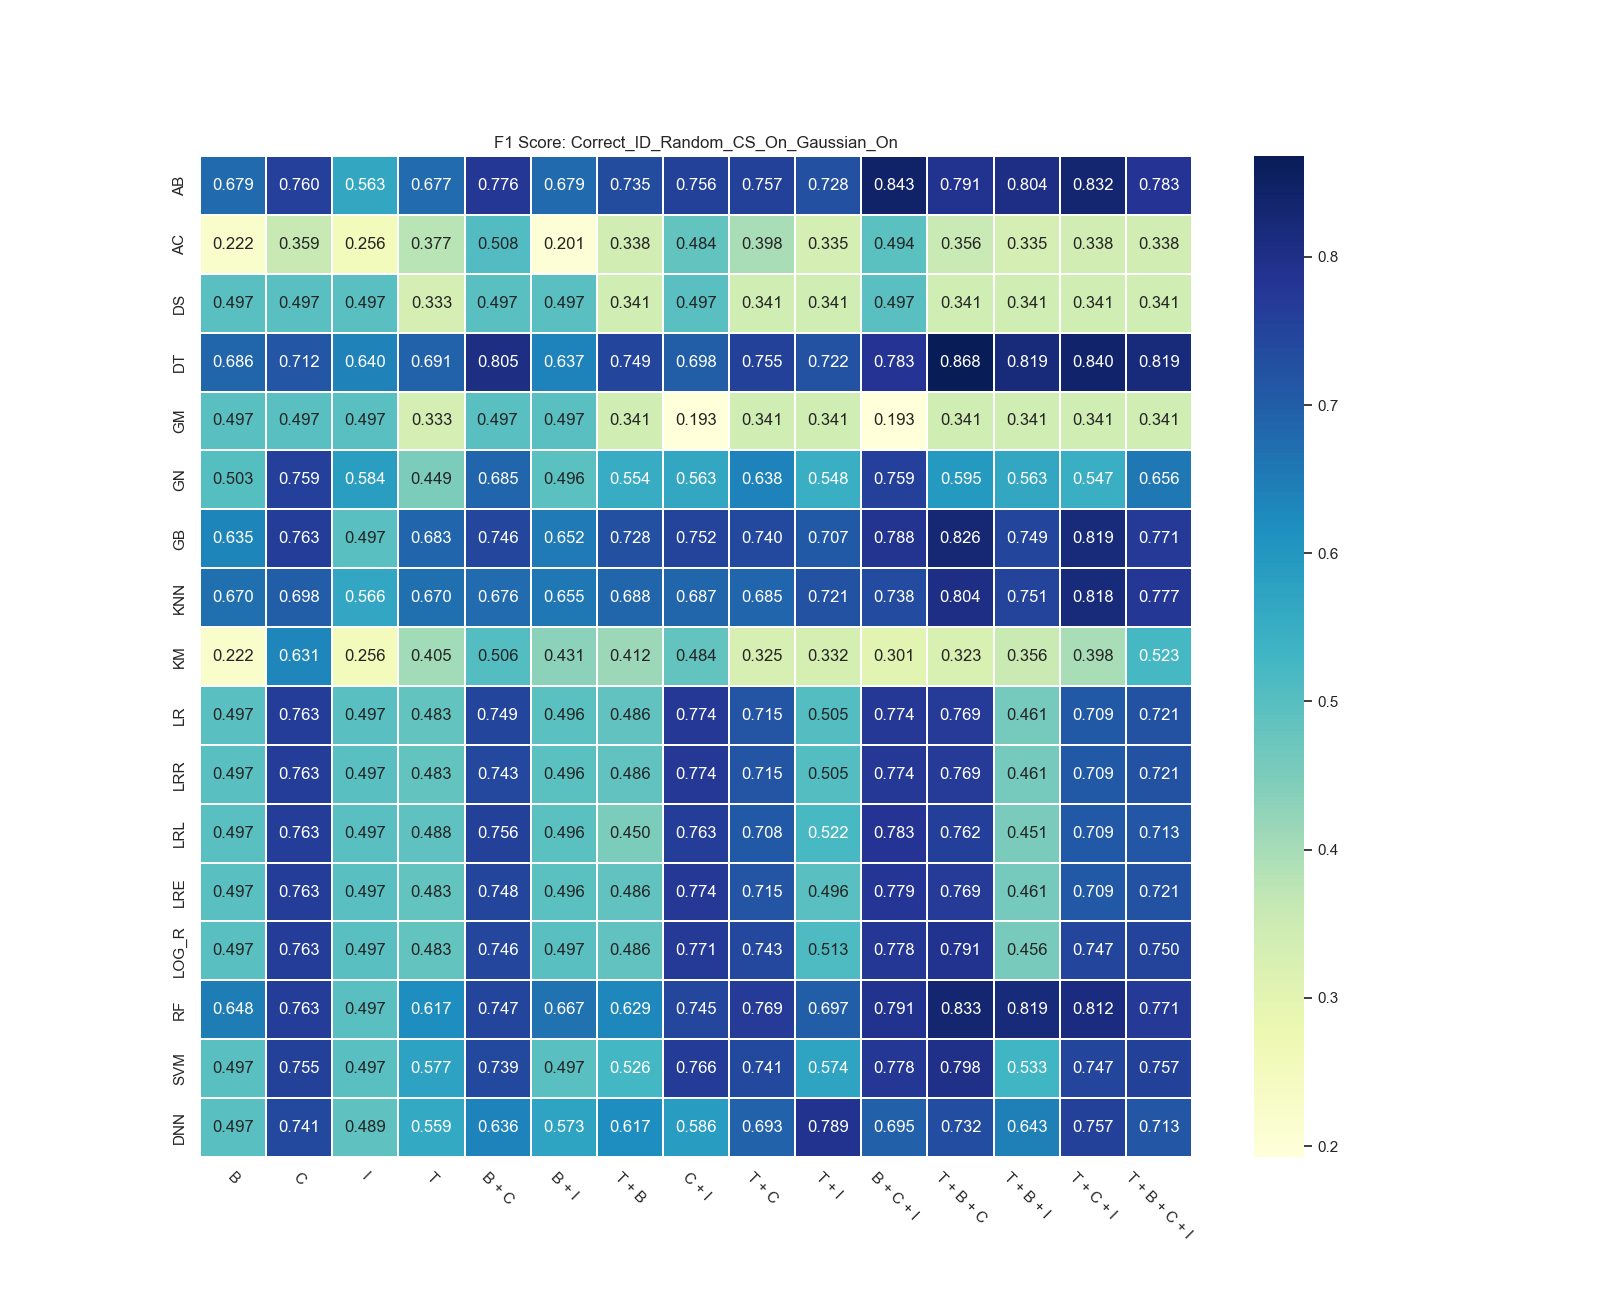 F1 Score: Correct_ID_Random_CS_On_Gaussian_On
AB 0.679 0.760 0.563 0.677 0.776 0.679 0.735 0.756 0.757 0.728 0.843 0.791 0.804 0.832 0.783
AC 0.222 0.359 0.256 0.377 0.508 0.201 0.338 0.484 0.398 0.335 0.494 0.356 0.335 0.338 0.338
DS 0.497 0.497 0.497 0.333 0.497 0.497 0.341 0.497 0.341 0.341 0.497 0.341 0.341 0.341 0.341
DT 0.686 0.712 0.640 0.691 0.805 0.637 0.749 0.698 0.755 0.722 0.783 0.868 0.819 0.840 0.819
GM 0.497 0.497 0.497 0.333 0.497 0.497 0.341 0.193 0.341 0.341 0.193 0.341 0.341 0.341 0.341
GN 0.503 0.759 0.584 0.449 0.685 0.496 0.554 0.563 0.638 0.548 0.759 0.595 0.563 0.547 0.656
GB 0.635 0.763 0.497 0.683 0.746 0.652 0.728 0.752 0.740 0.707 0.788 0.826 0.749 0.819 0.771
KNN 0.670 0.698 0.566 0.670 0.676 0.655 0.688 0.687 0.685 0.721 0.738 0.804 0.751 0.818 0.777
KM 0.222 0.631 0.256 0.405 0.506 0.431 0.412 0.484 0.325 0.332 0.301 0.323 0.356 0.398 0.523
LR 0.497 0.763 0.497 0.483 0.749 0.496 0.486 0.774 0.715 0.505 0.774 0.769 0.461 0.709 0.721
LRR 0.497 0.763 0.497 0.483 0.743 0.496 0.486 0.774 0.715 0.505 0.774 0.769 0.461 0.709 0.721
LRL 0.497 0.763 0.497 0.488 0.756 0.496 0.450 0.763 0.708 0.522 0.783 0.762 0.451 0.709 0.713
LRE 0.497 0.763 0.497 0.483 0.748 0.496 0.486 0.774 0.715 0.496 0.779 0.769 0.461 0.709 0.721
LOG_R 0.497 0.763 0.497 0.483 0.746 0.497 0.486 0.771 0.743 0.513 0.778 0.791 0.456 0.747 0.750
RF 0.648 0.763 0.497 0.617 0.747 0.667 0.629 0.745 0.769 0.697 0.791 0.833 0.819 0.812 0.771
SVM 0.497 0.755 0.497 0.577 0.739 0.497 0.526 0.766 0.741 0.574 0.778 0.798 0.533 0.747 0.757
DNN 0.497 0.741 0.489 0.559 0.636 0.573 0.617 0.586 0.693 0.789 0.695 0.732 0.643 0.757 0.713
B
C
I
T
B + C
B + I
T + B
C + I
T + C
T + I
B + C + I
T + B + C
T + B + I
T + C + I
T + B + C + I
0.8
0.7
0.6
0.5
0.4
0.3
0.2